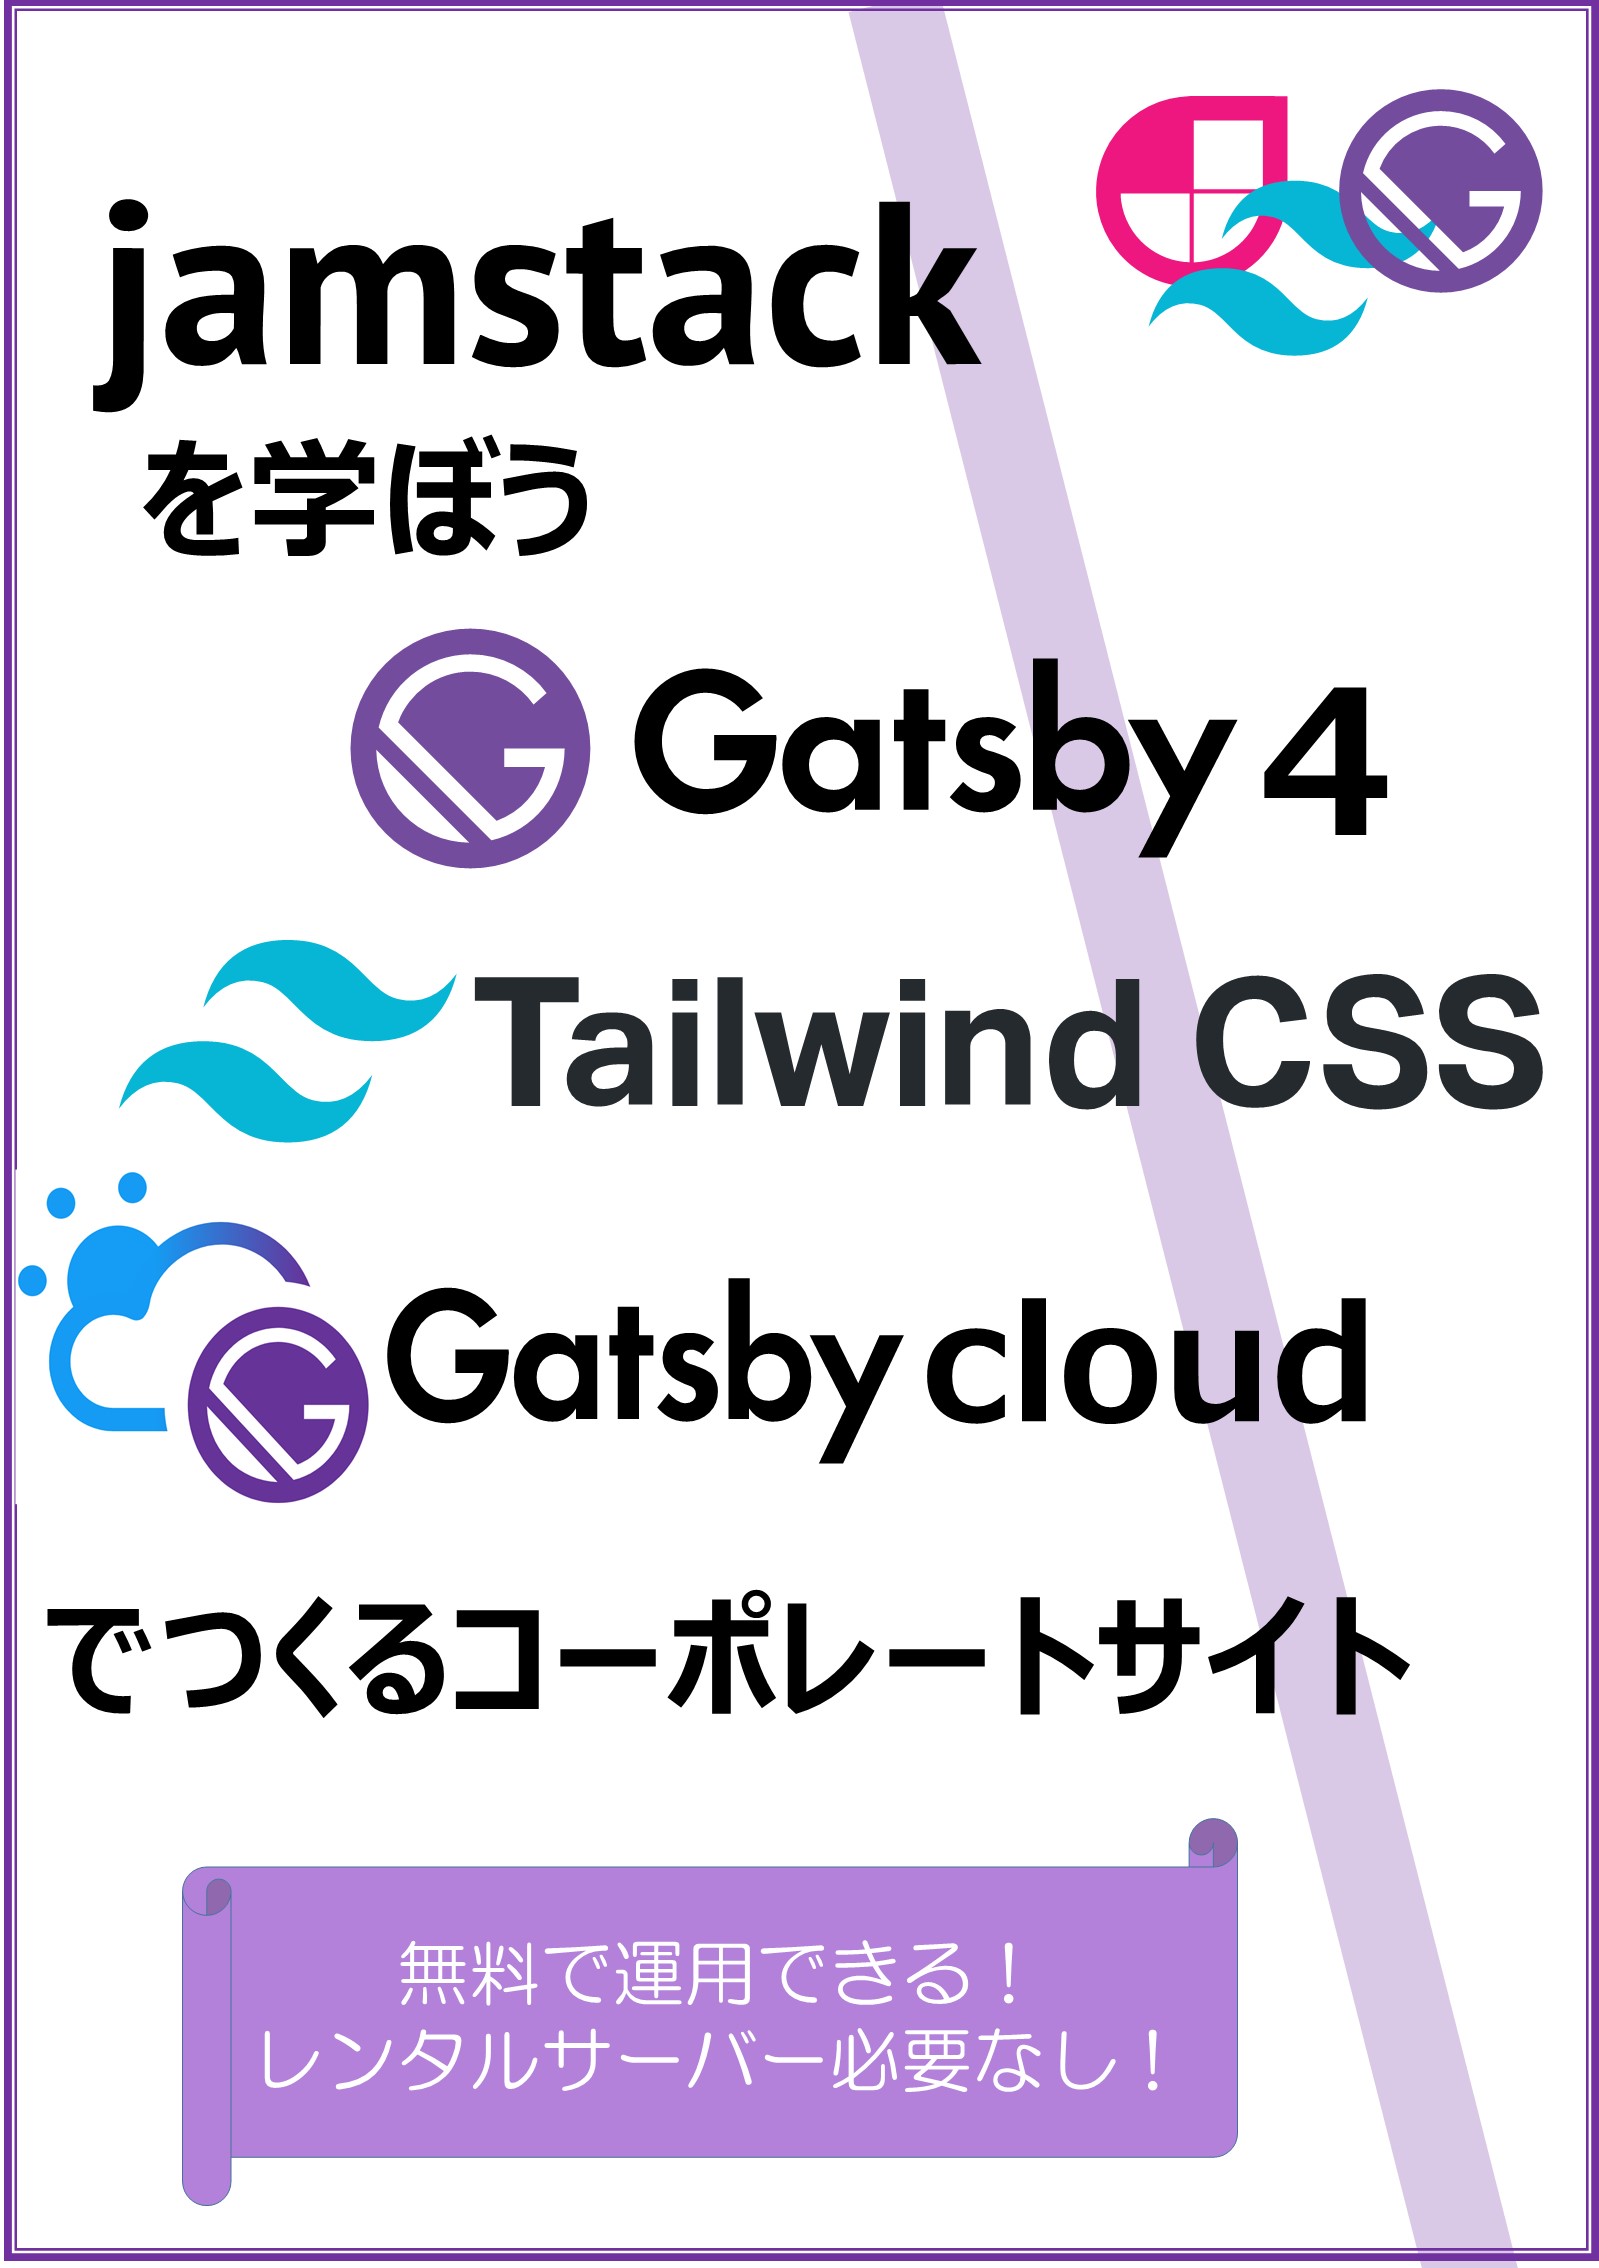 jamstack
を学ぼう
Gatsby 4
Tailwind CSS
Gatsby cloud
でつくるコーポレートサイト
無料で運用できる！
レンタルサーバー必要なし！